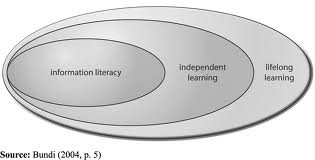 information literacy
independent
learning
lifelong
learning
Source: Bundi (2004, p. 5)